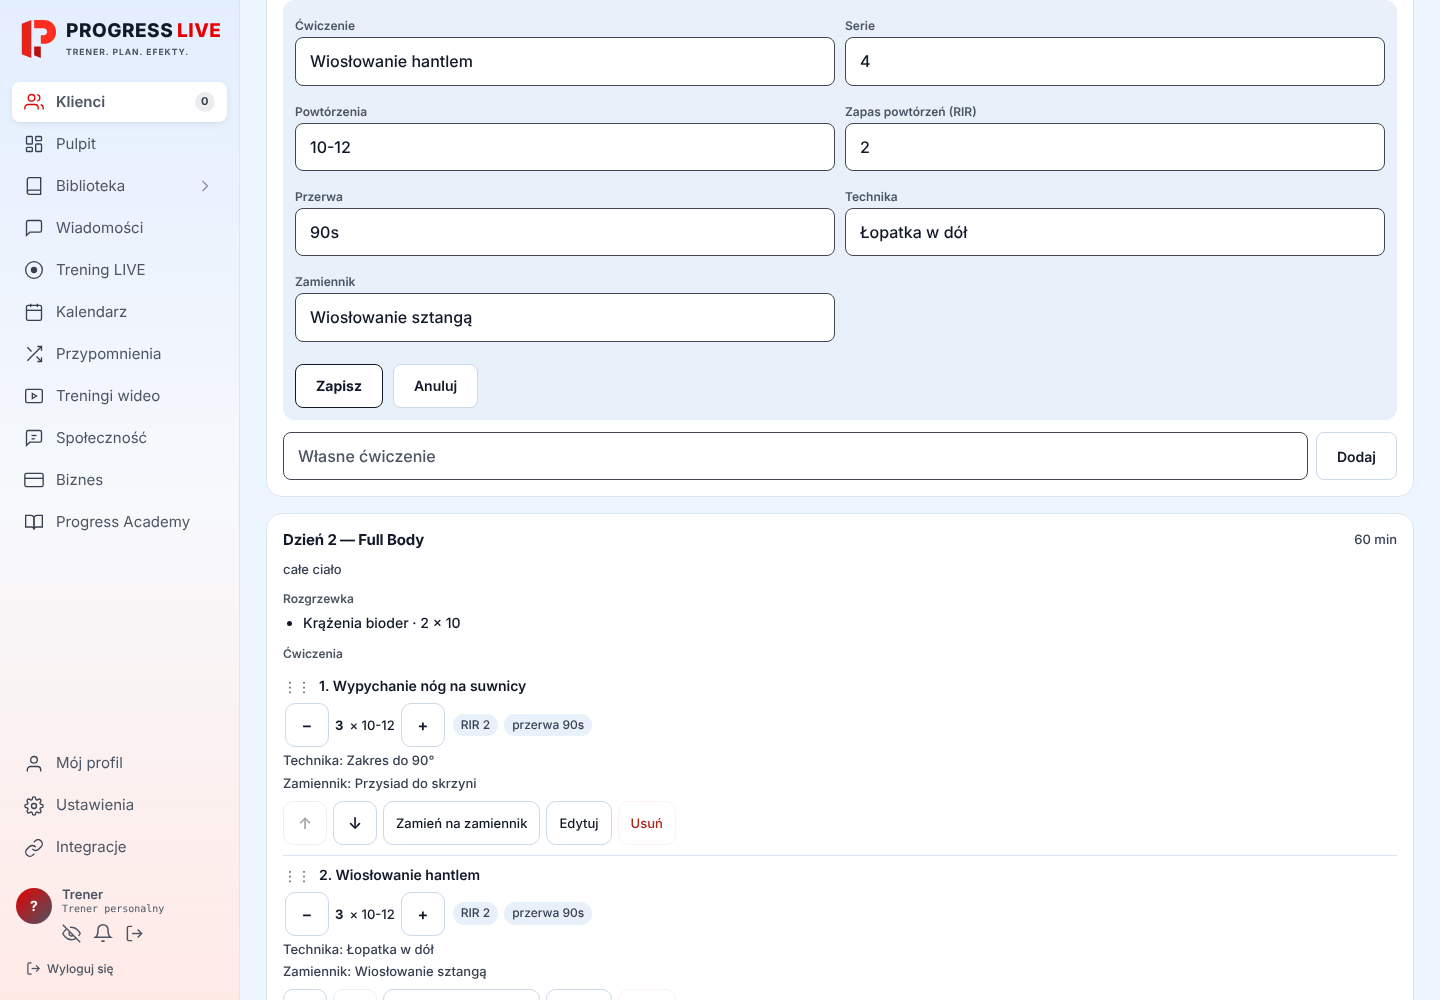 PROGRESS LIVE
TRENER. PLAN. EFEKTY.
Klienci 0
Pulpit
Biblioteka
Wiadomości
Trening LIVE
Kalendarz
Przypomnienia
Treningi wideo
Społeczność
Biznes
Progress Academy
Mój profil
Ustawienia
Integracje
?
Trener
Trener personalny
Wyloguj się
Ćwiczenie
Wiosłowanie hantlem
Serie
4
Powtórzenia
10-12
Zapas powtórzeń (RIR)
2
Przerwa
90s
Technika
Łopatka w dół
Zamiennik
Wiosłowanie sztangą
Zapisz Anuluj
Własne ćwiczenie Dodaj
Dzień 2 — Full Body 60 min
całe ciało
Rozgrzewka
• Krążenia bioder · 2 × 10
Ćwiczenia
1. Wypychanie nóg na suwnicy
− 3 × 10-12 + RIR 2 przerwa 90s
Technika: Zakres do 90°
Zamiennik: Przysiad do skrzyni
↑ ↓ Zamień na zamiennik Edytuj Usuń
2. Wiosłowanie hantlem
− 3 × 10-12 + RIR 2 przerwa 90s
Technika: Łopatka w dół
Zamiennik: Wiosłowanie sztangą